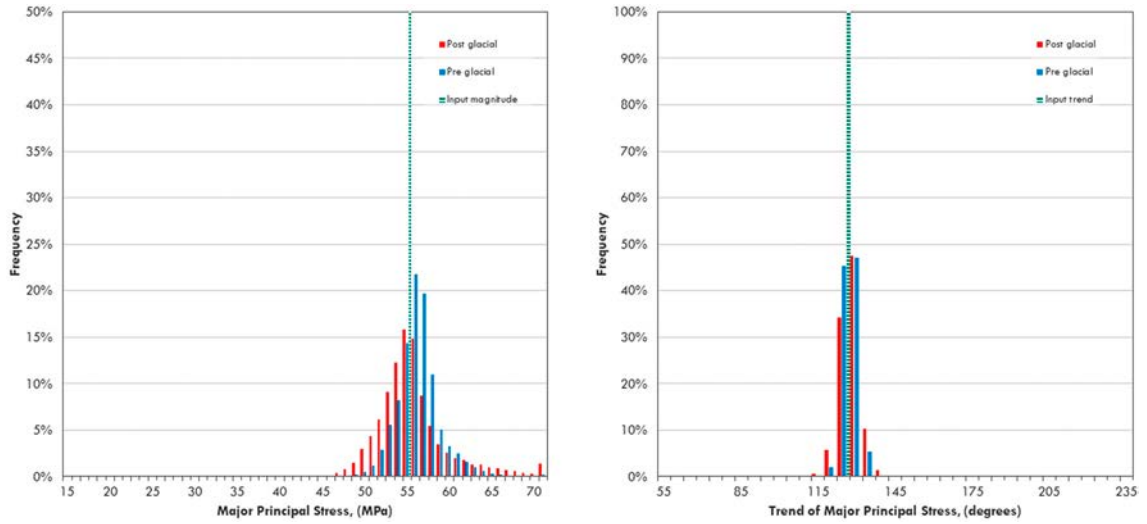 50%
45%
40%
35%
30%
25%
20%
15%
10%
5%
0%
Frequency
Post glacial
Pre glacial
Input magnitude
15 20 25 30 35 40 45 50 55 60 65 70
Major Principal Stress, (MPa)
100%
90%
80%
70%
60%
50%
40%
30%
20%
10%
0%
Frequency
Post glacial
Pre glacial
Input trend
55 85 115 145 175 205 235
Trend of Major Principal Stress, (degrees)